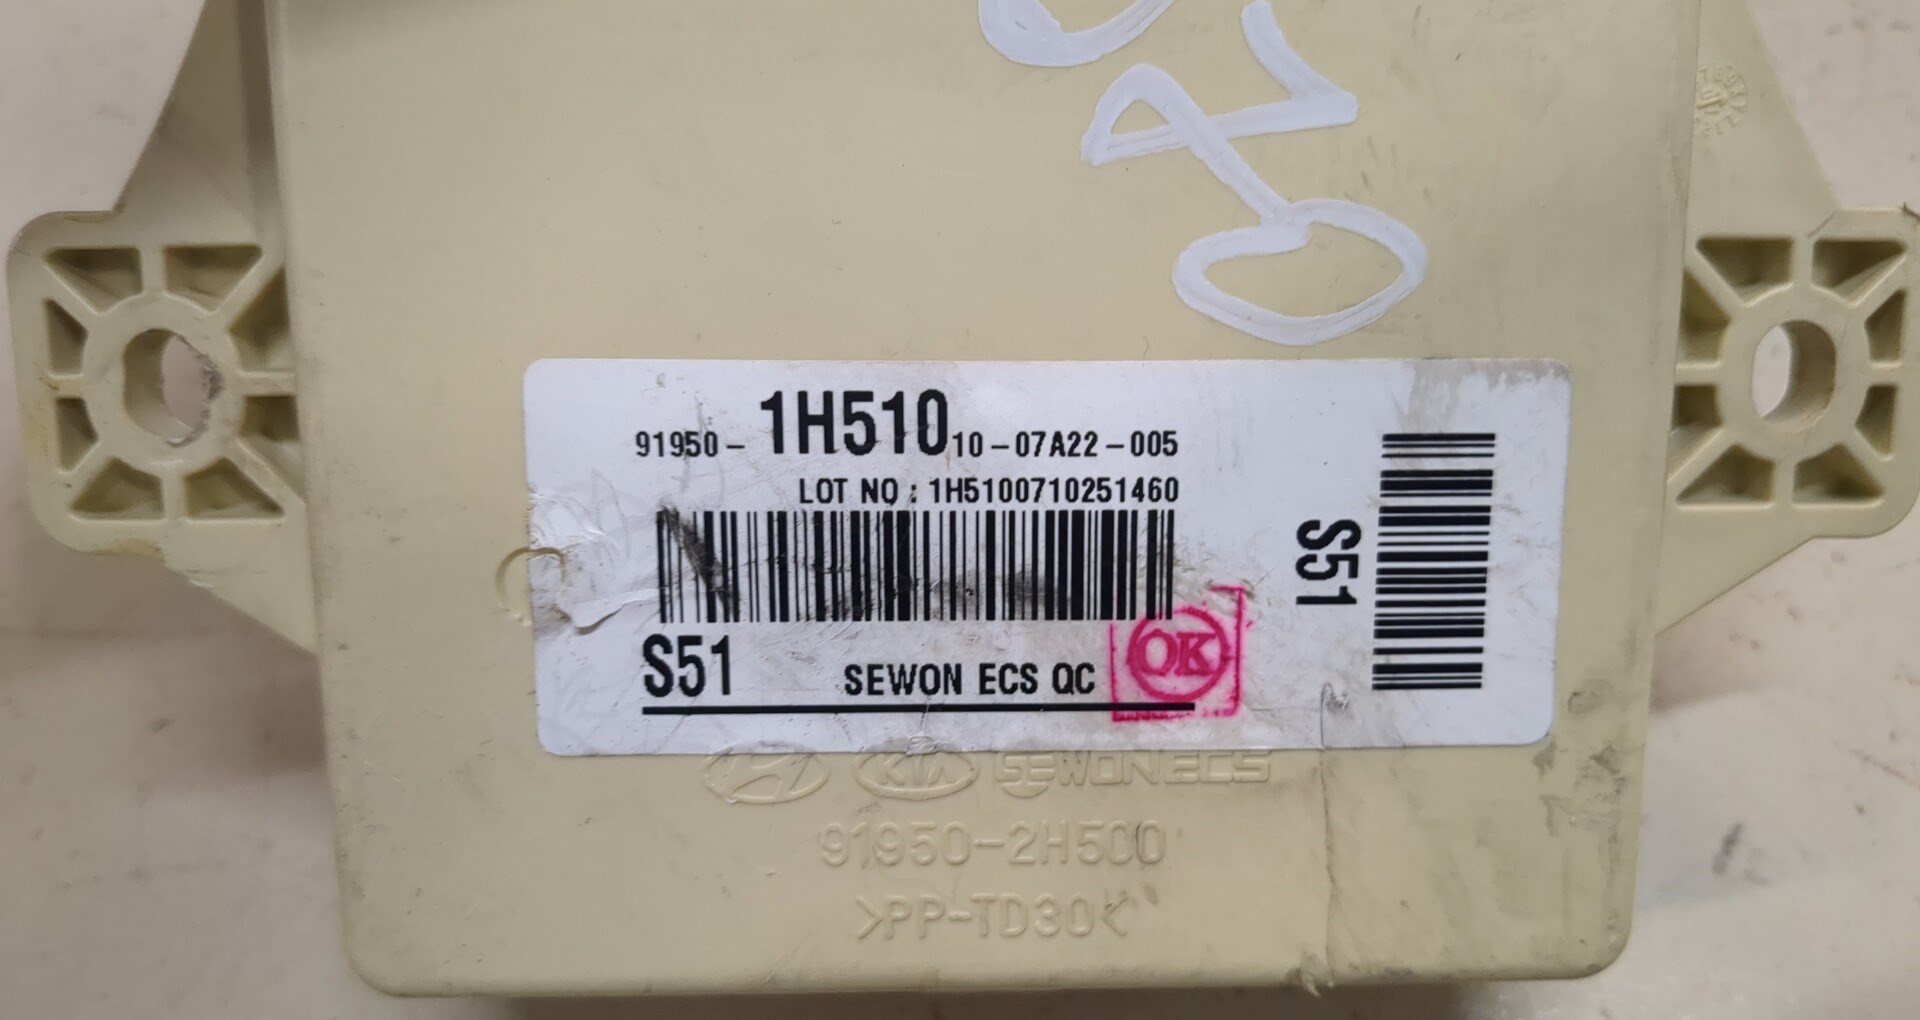 91950-1H510 10-07A22-005
LOT NO : 1H5100710251460
S51
S51 SEWON ECS QC OK
KIA SEWONECS
91950-2H500
>PP-TD30<